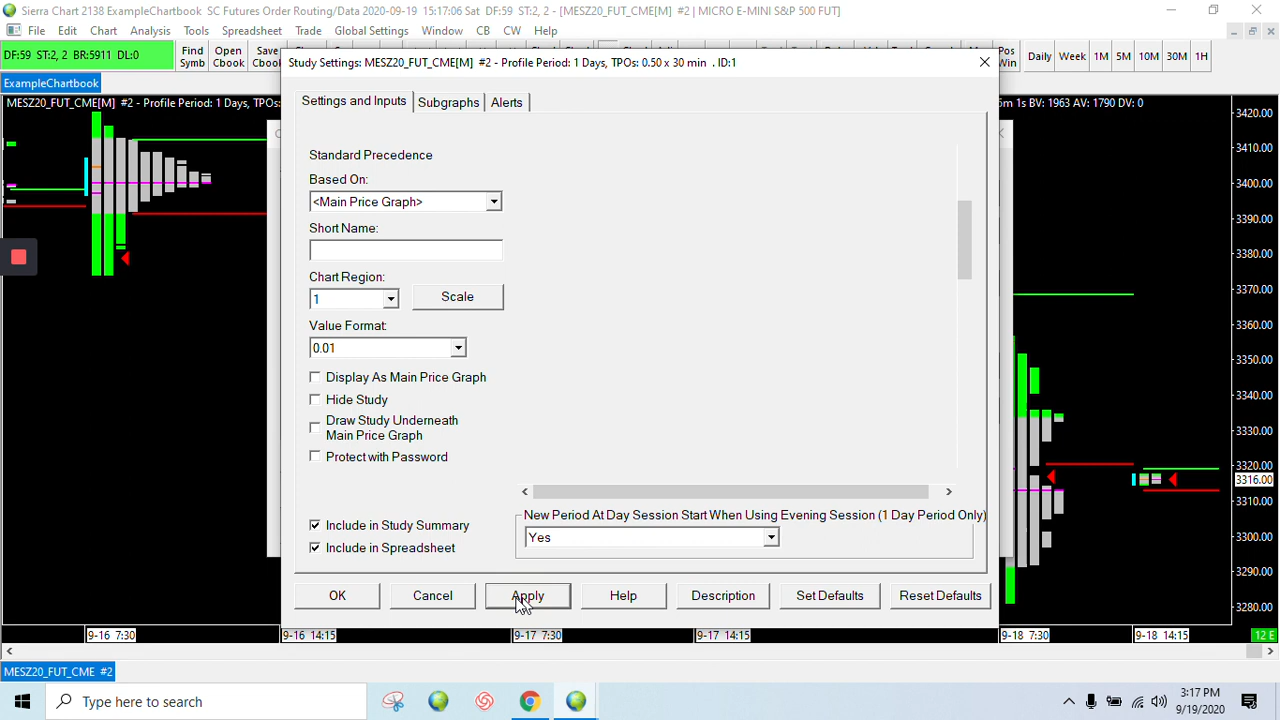 Sierra Chart 2138 ExampleChartbook SC Futures Order Routing/Data 2020-09-19 15:17:06 Sat DF:59 ST:2, 2 - [MESZ20_FUT_CME[M] #2 | MICRO E-MINI S&P 500 FUT]
File Edit Analysis Chart Analysis Tools Spreadsheet Trade Global Settings Window CB CW Help
DF:59 ST:2, 2 BR:5911 DL:0
Find Symb
Open Cbook
Save Cbook
Pos Win
Daily Week 1M 5M 10M 30M 1H
ExampleChartbook
Study Settings: MESZ20_FUT_CME[M] #2 - Profile Period: 1 Days, TPOs: 0.50 x 30 min . ID:1
MESZ20_FUT_CME[M] #2 - Profile Period: 1 Days, TPOs:
6m 1s BV: 1963 AV: 1790 DV: 0
Settings and Inputs
Subgraphs
Alerts
Standard Precedence
Based On:
<Main Price Graph>
Short Name:
Chart Region:
1
Scale
Value Format:
0.01
Display As Main Price Graph
Hide Study
Draw Study Underneath
Main Price Graph
Protect with Password
Include in Study Summary
Include in Spreadsheet
New Period At Day Session Start When Using Evening Session (1 Day Period Only)
Yes
OK
Cancel
Apply
Help
Description
Set Defaults
Reset Defaults
3420.00
3410.00
3400.00
3390.00
3380.00
3370.00
3360.00
3350.00
3340.00
3330.00
3320.00
3316.00
3310.00
3300.00
3290.00
3280.00
9-16 7:30
9-16 14:15
9-17 7:30
9-17 14:15
9-18 7:30
9-18 14:15
12 E
MESZ20_FUT_CME #2
Type here to search
3:17 PM
9/19/2020